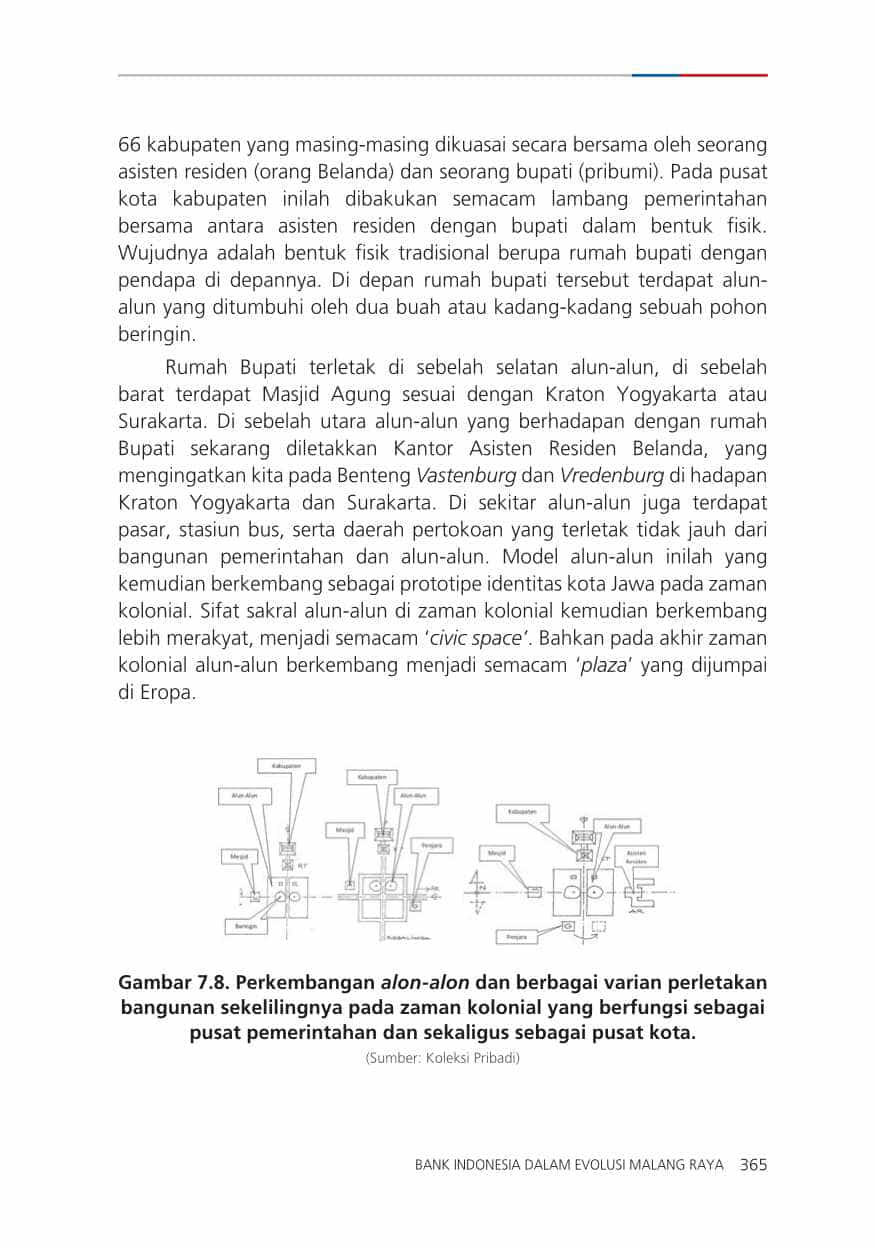 66 kabupaten yang masing-masing dikuasai secara bersama oleh seorang
asisten residen (orang Belanda) dan seorang bupati (pribumi). Pada pusat
kota kabupaten inilah dibakukan semacam lambang pemerintahan
bersama antara asisten residen dengan bupati dalam bentuk fisik.
Wujudnya adalah bentuk fisik tradisional berupa rumah bupati dengan
pendapa di depannya. Di depan rumah bupati tersebut terdapat alun-
alun yang ditumbuhi oleh dua buah atau kadang-kadang sebuah pohon
beringin.
Rumah Bupati terletak di sebelah selatan alun-alun, di sebelah
barat terdapat Masjid Agung sesuai dengan Kraton Yogyakarta atau
Surakarta. Di sebelah utara alun-alun yang berhadapan dengan rumah
Bupati sekarang diletakkan Kantor Asisten Residen Belanda, yang
mengingatkan kita pada Benteng Vastenburg dan Vredenburg di hadapan
Kraton Yogyakarta dan Surakarta. Di sekitar alun-alun juga terdapat
pasar, stasiun bus, serta daerah pertokoan yang terletak tidak jauh dari
bangunan pemerintahan dan alun-alun. Model alun-alun inilah yang
kemudian berkembang sebagai prototipe identitas kota Jawa pada zaman
kolonial. Sifat sakral alun-alun di zaman kolonial kemudian berkembang
lebih merakyat, menjadi semacam ‘civic space’. Bahkan pada akhir zaman
kolonial alun-alun berkembang menjadi semacam ‘plaza’ yang dijumpai
di Eropa.
Kabupaten
Alun-Alun
Mesjid
Beringin
Kabupaten
Alun-Alun
Masjid
Penjara
G
Kabupaten
Alun-Alun
Mesjid
Asisten
Residen
AR
G
Penjara
Gambar 7.8. Perkembangan alon-alon dan berbagai varian perletakan
bangunan sekelilingnya pada zaman kolonial yang berfungsi sebagai
pusat pemerintahan dan sekaligus sebagai pusat kota.
(Sumber: Koleksi Pribadi)
BANK INDONESIA DALAM EVOLUSI MALANG RAYA 365